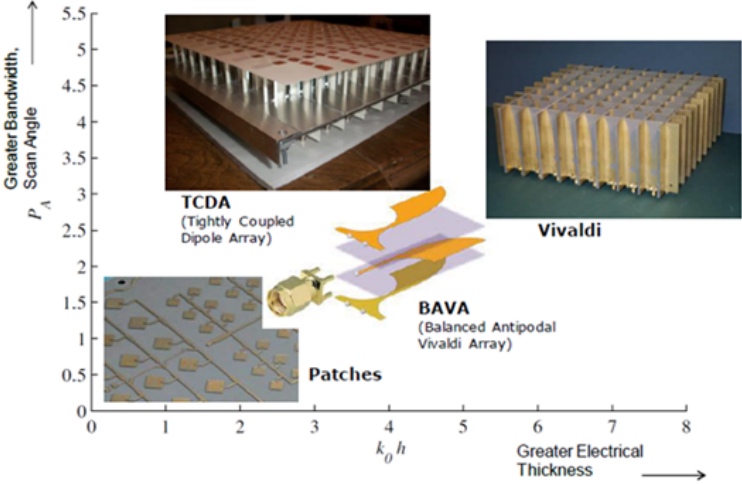 Greater Bandwidth,
Scan Angle
P_A
5.5
5
4.5
4
3.5
3
2.5
2
1.5
1
0.5
0
TCDA
(Tightly Coupled
Dipole Array)
Vivaldi
BAVA
(Balanced Antipodal
Vivaldi Array)
Patches
0 1 2 3 4 5 6 7 8
k_0 h
Greater Electrical
Thickness